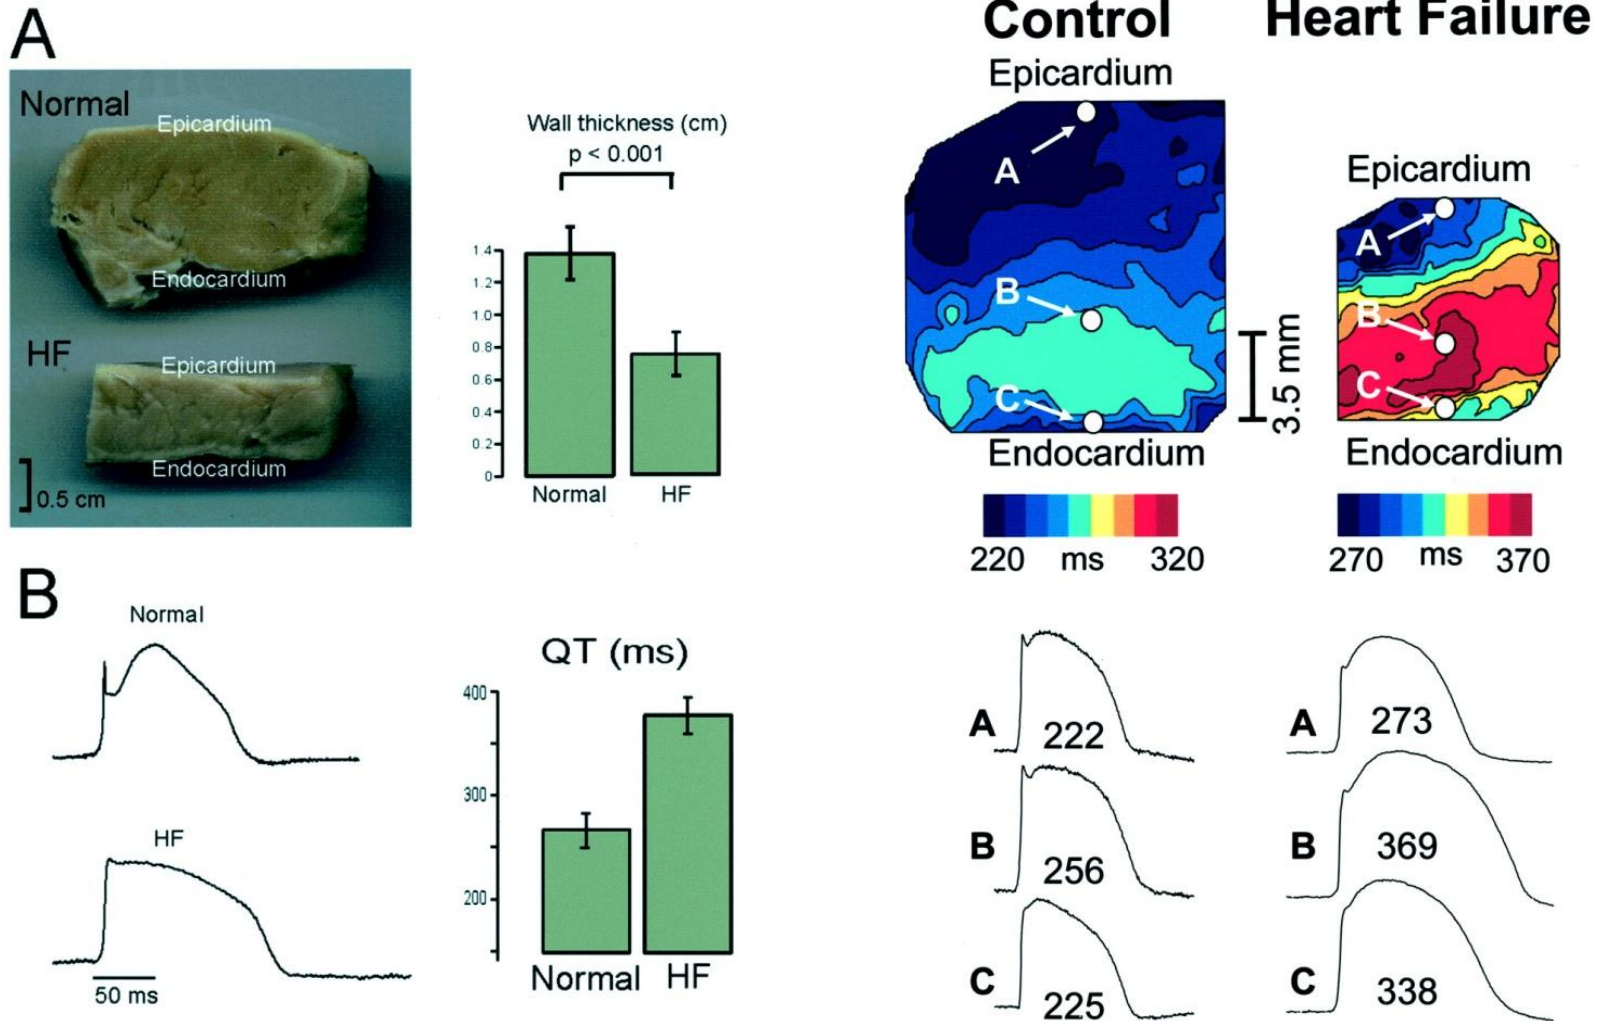 A
Normal
Epicardium
Endocardium
HF
Epicardium
Endocardium
0.5 cm
Wall thickness (cm)
p < 0.001
1.4
1.2
1.0
0.8
0.6
0.4
0.2
0
Normal HF
B
Normal
HF
50 ms
QT (ms)
400
300
200
Normal HF
Control
Epicardium
A
B
C
Endocardium
220 ms 320
3.5 mm
Heart Failure
Epicardium
A
B
C
Endocardium
270 ms 370
A 222
B 256
C 225
A 273
B 369
C 338